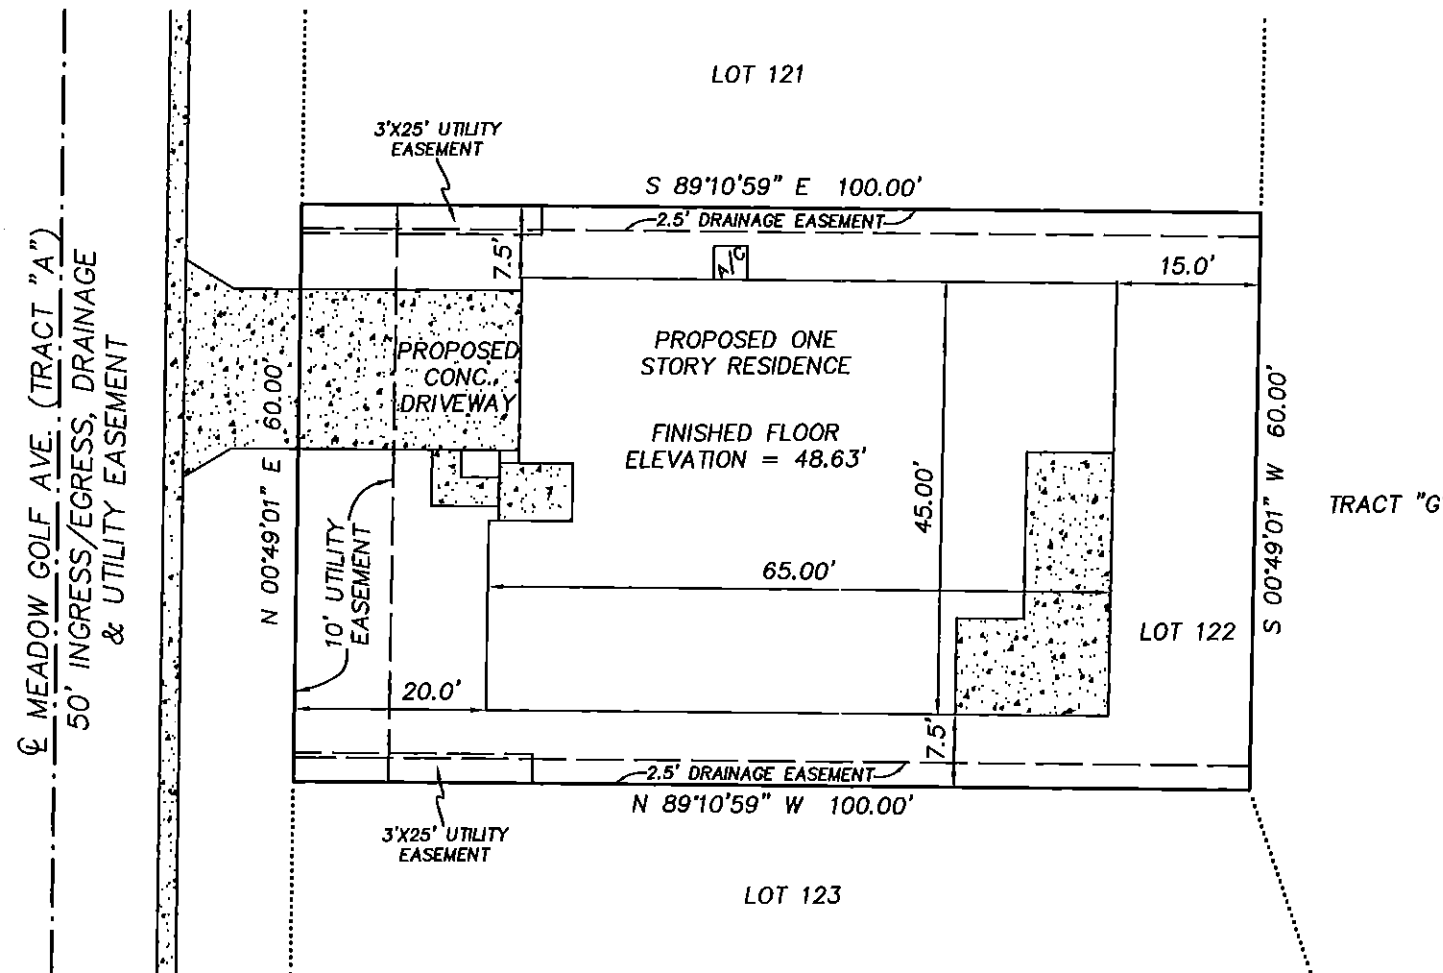 LOT 121
3'X25' UTILITY
EASEMENT
S 89°10'59" E 100.00'
2.5' DRAINAGE EASEMENT
7.5'
A/C
15.0'
℄ MEADOW GOLF AVE. (TRACT "A")
50' INGRESS/EGRESS, DRAINAGE
& UTILITY EASEMENT
N 00°49'01" E 60.00'
PROPOSED
CONC.
DRIVEWAY
PROPOSED ONE
STORY RESIDENCE
FINISHED FLOOR
ELEVATION = 48.63'
45.00'
65.00'
S 00°49'01" W 60.00'
TRACT "G
10' UTILITY
EASEMENT
LOT 122
20.0'
7.5'
2.5' DRAINAGE EASEMENT
N 89°10'59" W 100.00'
3'X25' UTILITY
EASEMENT
LOT 123